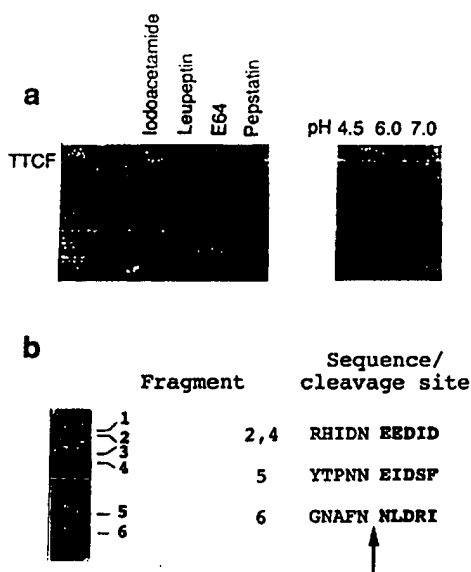 a
Iodoacetamide
Leupeptin
E64
Pepstatin
pH 4.5 6.0 7.0
TTCF
b
Fragment
Sequence/
cleavage site
1
2
3
4
5
6
2,4 RHIDN EEDID
5 YTPNN EIDSF
6 GNAFN NLDRI